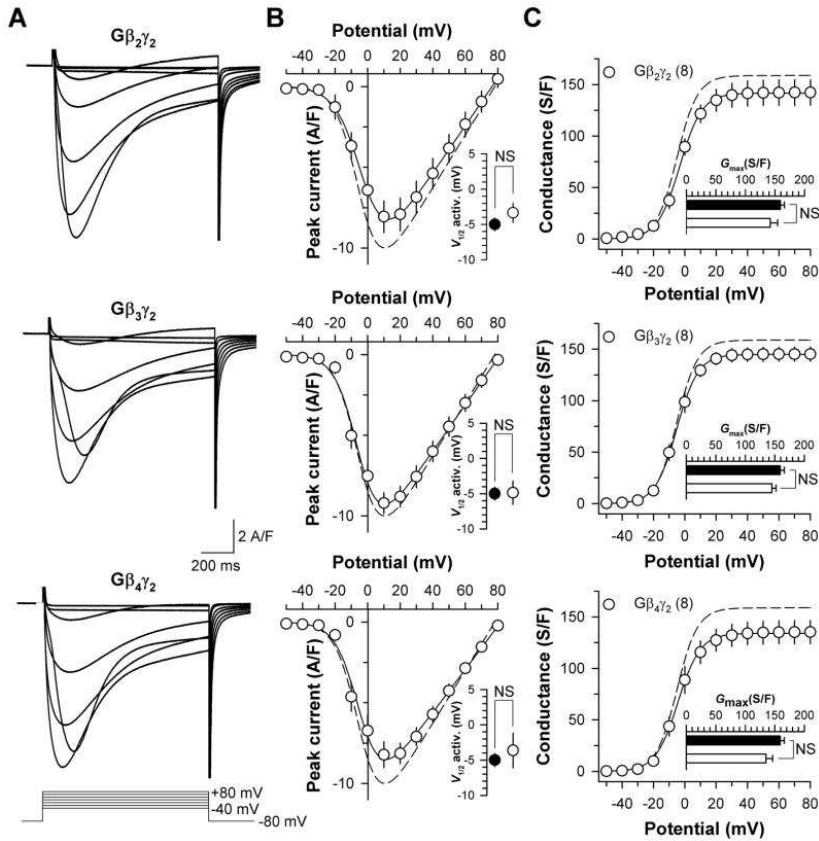 A
B
C
Gβ2γ2
Potential (mV)
-40 -20 0 20 40 60 80
0
-10
Peak current (A/F)
NS
5
0
-5
-10
V1/2 activ. (mV)
Gβ2γ2 (8)
150
100
50
0
Conductance (S/F)
Gmax(S/F)
0 50 100 150 200
NS
-40 -20 0 20 40 60 80
Potential (mV)
Gβ3γ2
2 A/F
200 ms
Potential (mV)
-40 -20 0 20 40 60 80
0
-10
Peak current (A/F)
NS
5
0
-5
-10
V1/2 activ. (mV)
Gβ3γ2 (8)
150
100
50
0
Conductance (S/F)
Gmax(S/F)
0 50 100 150 200
NS
-40 -20 0 20 40 60 80
Potential (mV)
Gβ4γ2
+80 mV
-40 mV
-80 mV
Potential (mV)
-40 -20 0 20 40 60 80
0
-10
Peak current (A/F)
NS
5
0
-5
-10
V1/2 activ. (mV)
Gβ4γ2 (8)
150
100
50
0
Conductance (S/F)
Gmax(S/F)
0 50 100 150 200
NS
-40 -20 0 20 40 60 80
Potential (mV)